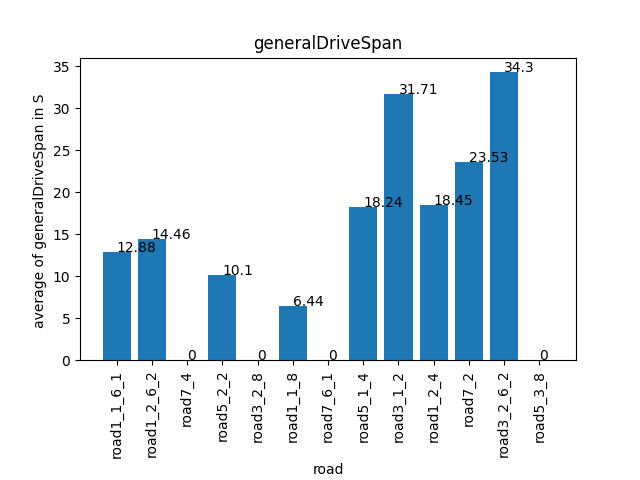 generalDriveSpan
average of generalDriveSpan in S
35
30
25
20
15
10
5
0
12.88
14.46
0
10.1
0
6.44
0
18.24
31.71
18.45
23.53
34.3
0
road1_1_6_1
road1_2_6_2
road7_4
road5_2_2
road3_2_8
road1_1_8
road7_6_1
road5_1_4
road3_1_2
road1_2_4
road7_2
road3_2_6_2
road5_3_8
road